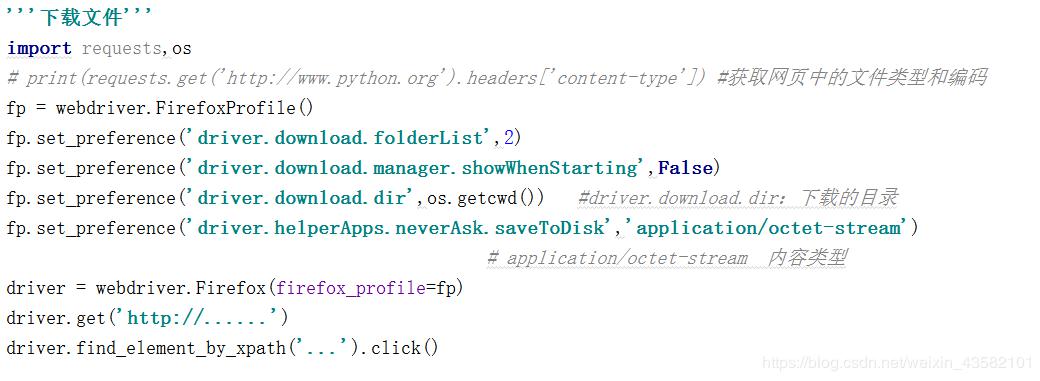 '''下载文件'''
import requests,os
# print(requests.get('http://www.python.org').headers['content-type']) #获取网页中的文件类型和编码
fp = webdriver.FirefoxProfile()
fp.set_preference('driver.download.folderList',2)
fp.set_preference('driver.download.manager.showWhenStarting',False)
fp.set_preference('driver.download.dir',os.getcwd())   #driver.download.dir：下载的目录
fp.set_preference('driver.helperApps.neverAsk.saveToDisk','application/octet-stream')
# application/octet-stream  内容类型
driver = webdriver.Firefox(firefox_profile=fp)
driver.get('http://......')
driver.find_element_by_xpath('...').click()
https://blog.csdn.net/weixin_43582101